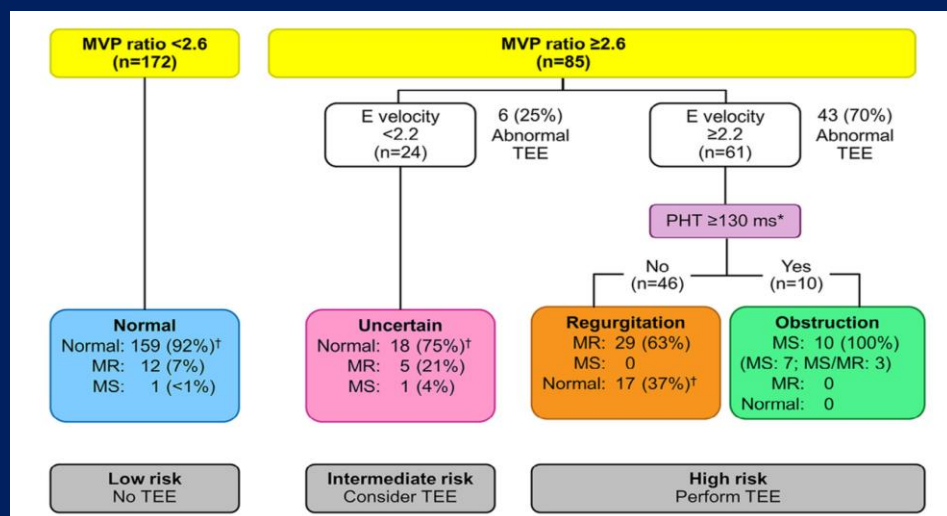 MVP ratio <2.6
(n=172)
MVP ratio ≥2.6
(n=85)
E velocity
<2.2
(n=24)
6 (25%)
Abnormal
TEE
E velocity
≥2.2
(n=61)
43 (70%)
Abnormal
TEE
PHT ≥130 ms*
No
(n=46)
Yes
(n=10)
Normal
Normal: 159 (92%)†
MR: 12 (7%)
MS: 1 (<1%)
Uncertain
Normal: 18 (75%)†
MR: 5 (21%)
MS: 1 (4%)
Regurgitation
MR: 29 (63%)
MS: 0
Normal: 17 (37%)†
Obstruction
MS: 10 (100%)
(MS: 7; MS/MR: 3)
MR: 0
Normal: 0
Low risk
No TEE
Intermediate risk
Consider TEE
High risk
Perform TEE